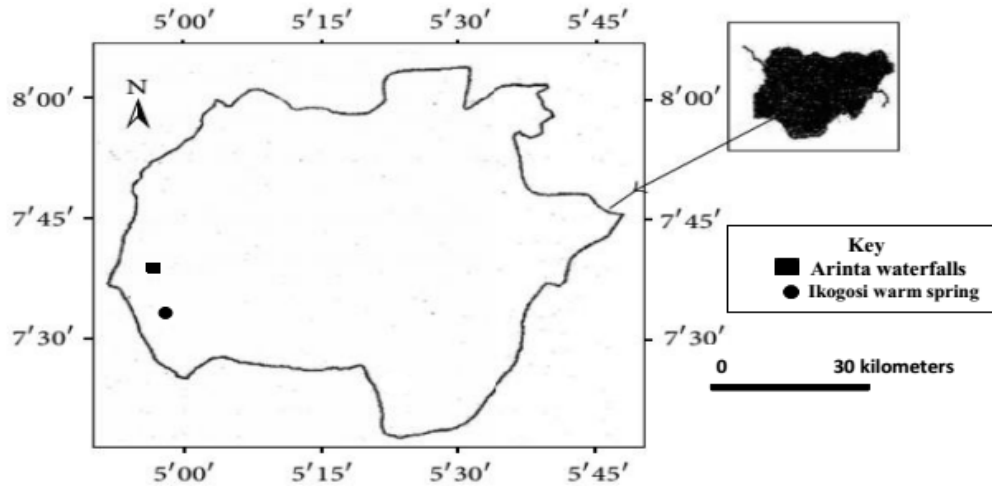 5′00′ 5′15′ 5′30′ 5′45′
N
8′00′ 8′00′
7′45′ 7′45′
Key
Arinta waterfalls
Ikogosi warm spring
7′30′ 7′30′
0 30 kilometers
5′00′ 5′15′ 5′30′ 5′45′